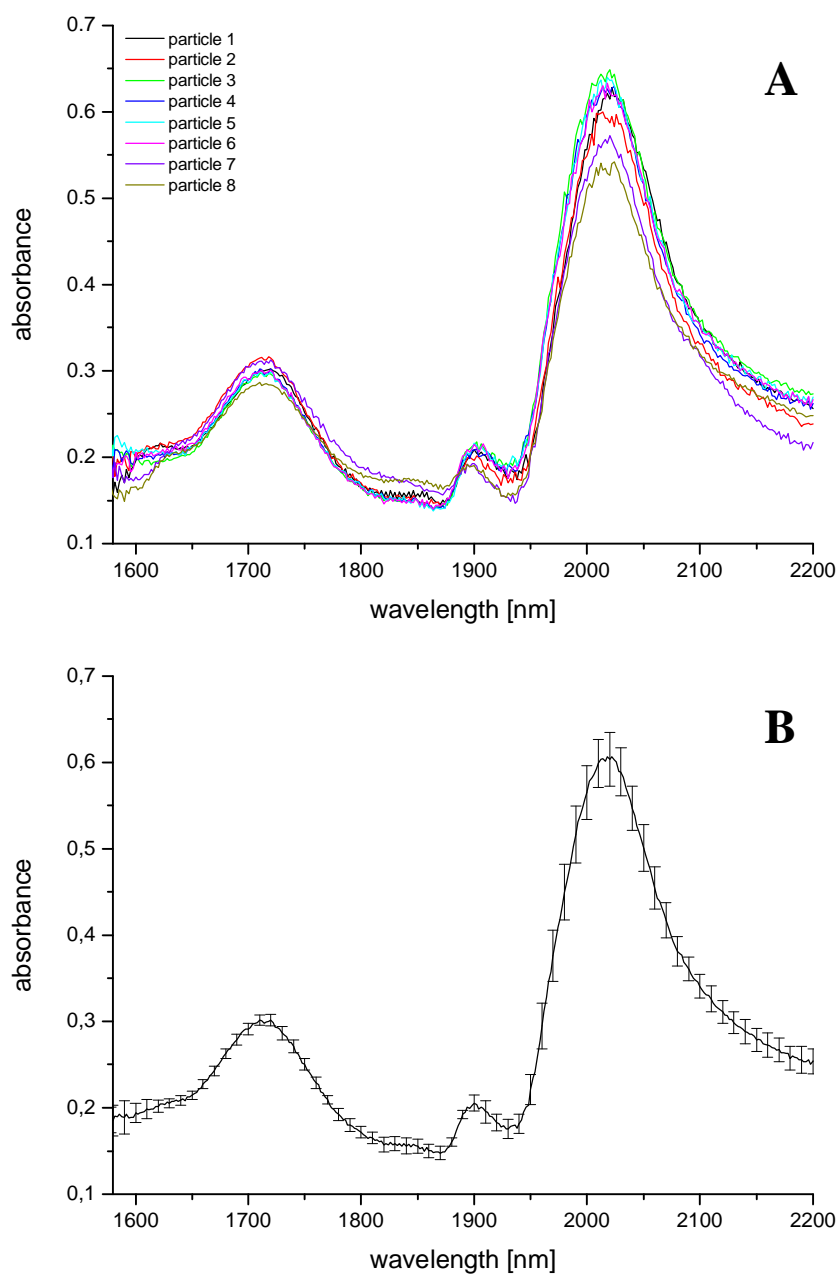 0.7
particle 1
A
particle 2
particle 3
0.6
particle 4
particle 5
particle 6
particle 7
0.5
particle 8
absorbance
0.4
0.3
0.2
0.1
1600 1700 1800 1900 2000 2100 2200
wavelength [nm]
0,7
B
0,6
0,5
absorbance
0,4
0,3
0,2
0,1
1600 1700 1800 1900 2000 2100 2200
wavelength [nm]